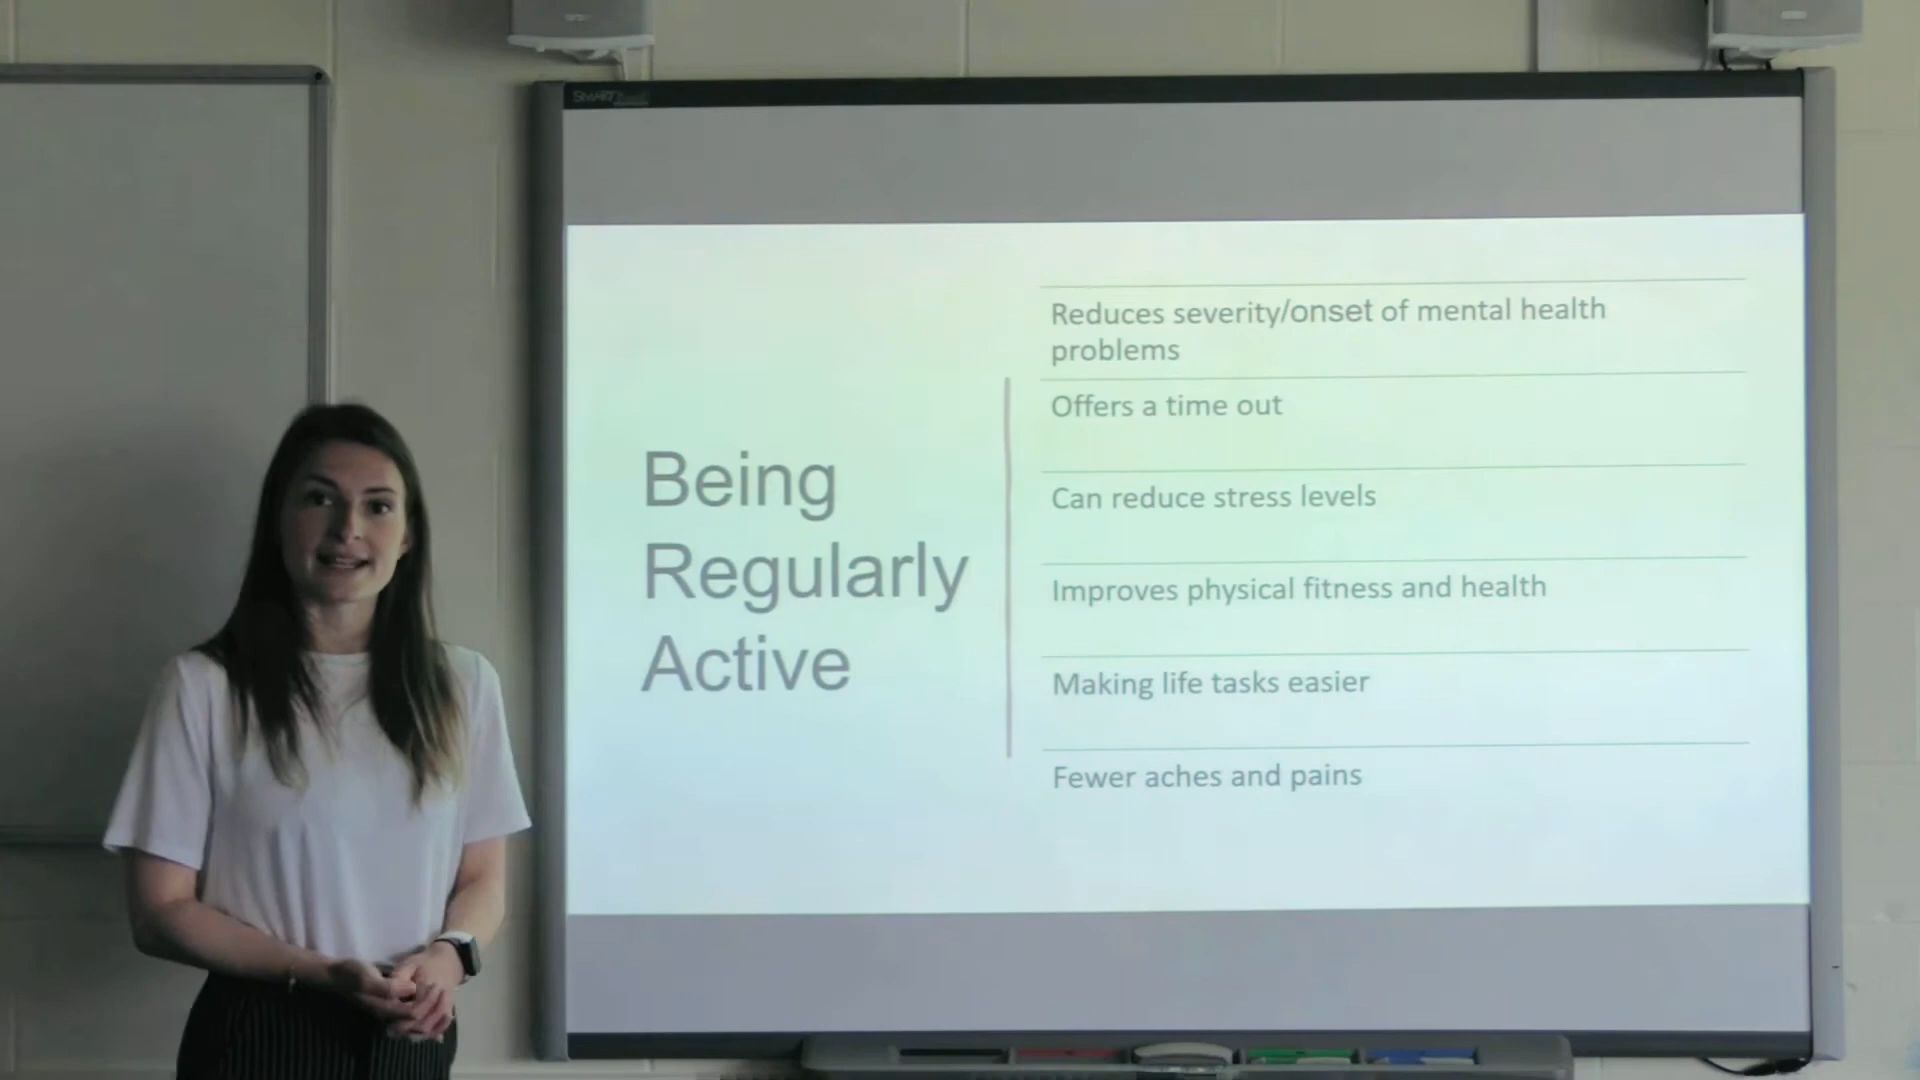 SMART
Being
Regularly
Active
Reduces severity/onset of mental health
problems
Offers a time out
Can reduce stress levels
Improves physical fitness and health
Making life tasks easier
Fewer aches and pains